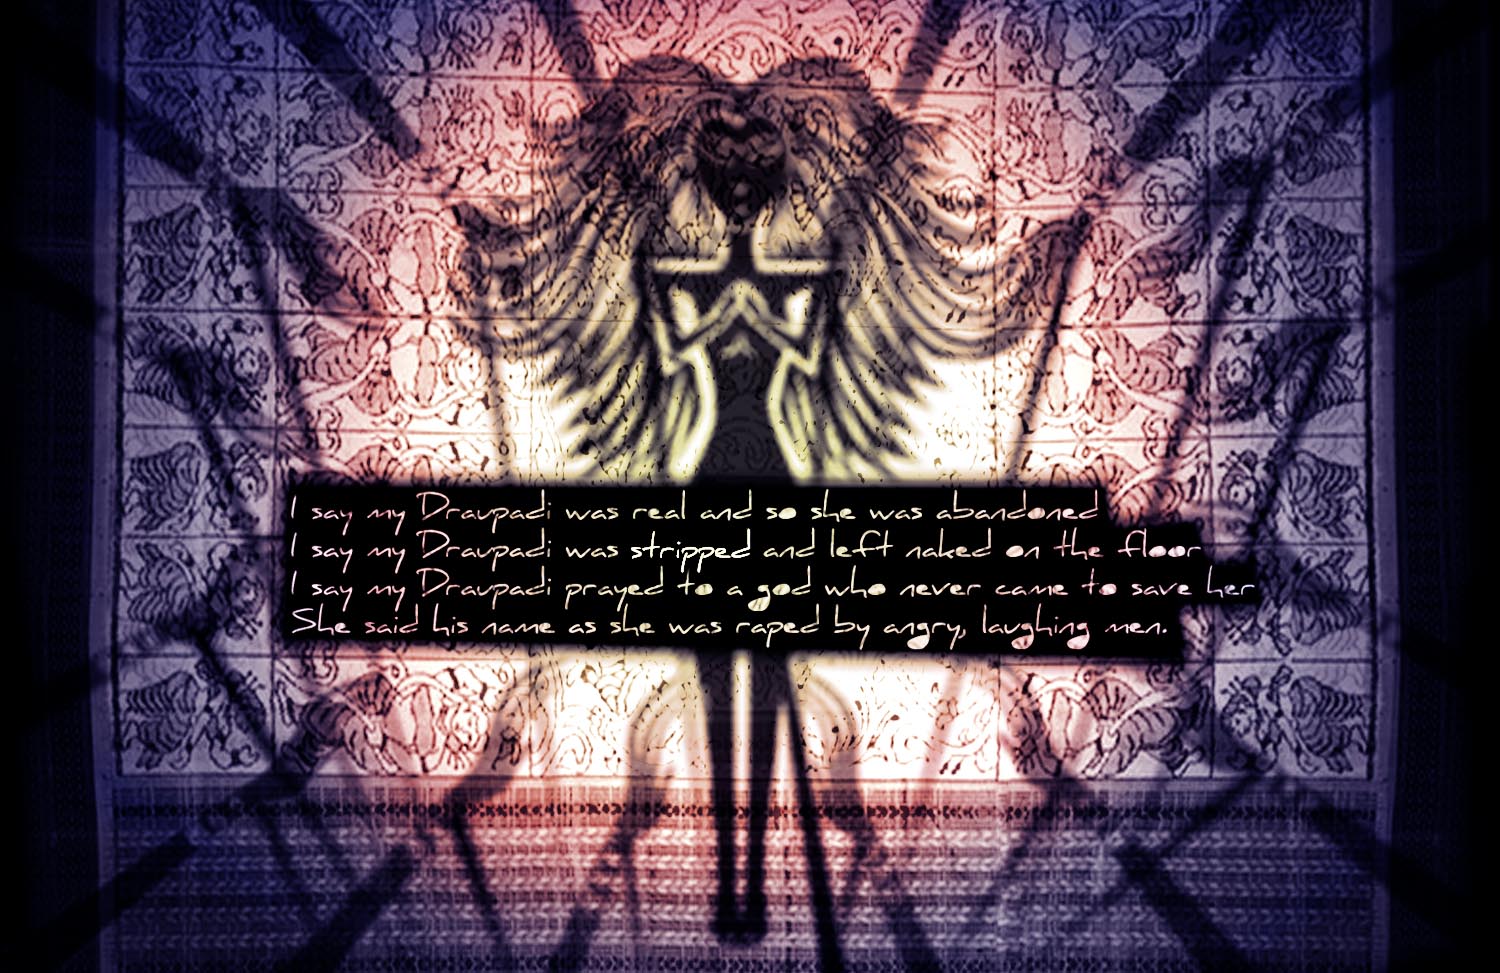 I say my Draupadi was real and so she was abandoned
I say my Draupadi was stripped and left naked on the floor
I say my Draupadi prayed to a god who never came to save her
She said his name as she was raped by angry, laughing men.